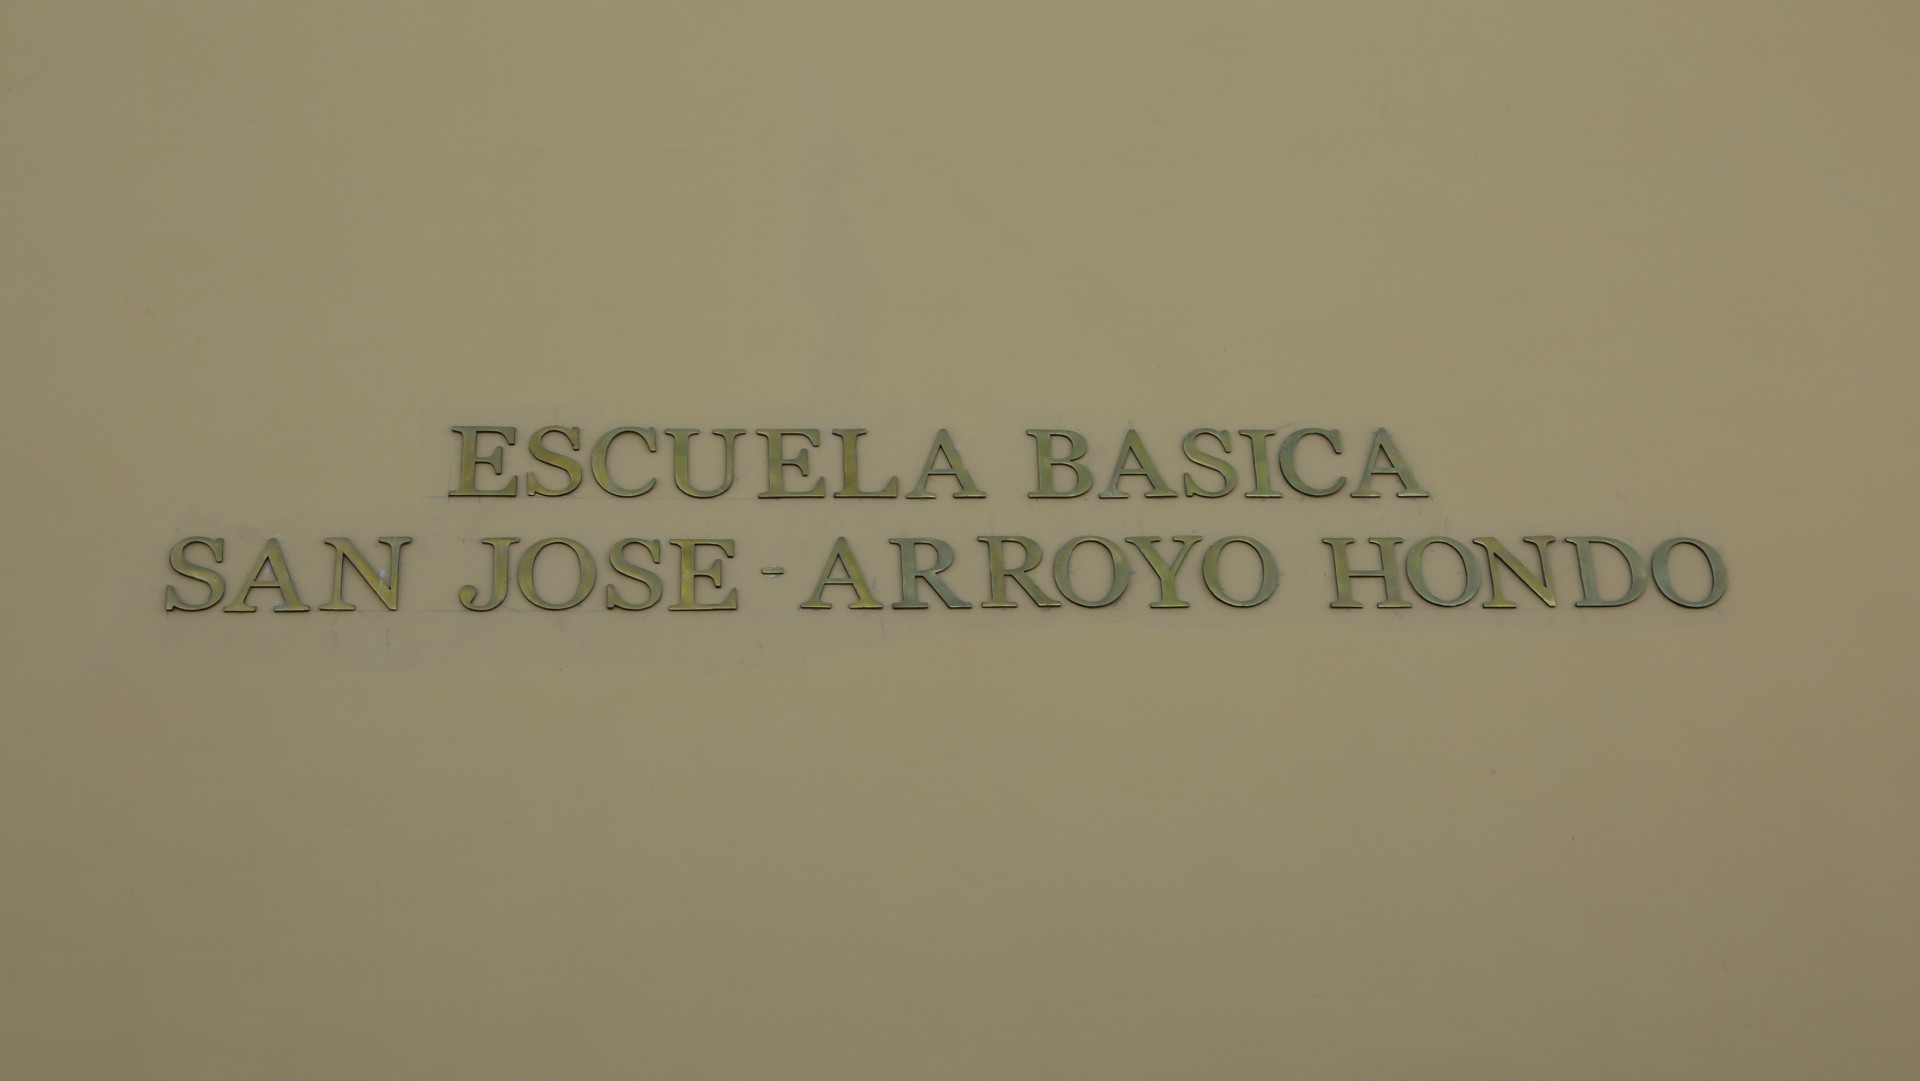 ESCUELA BASICA
SAN JOSE - ARROYO HONDO